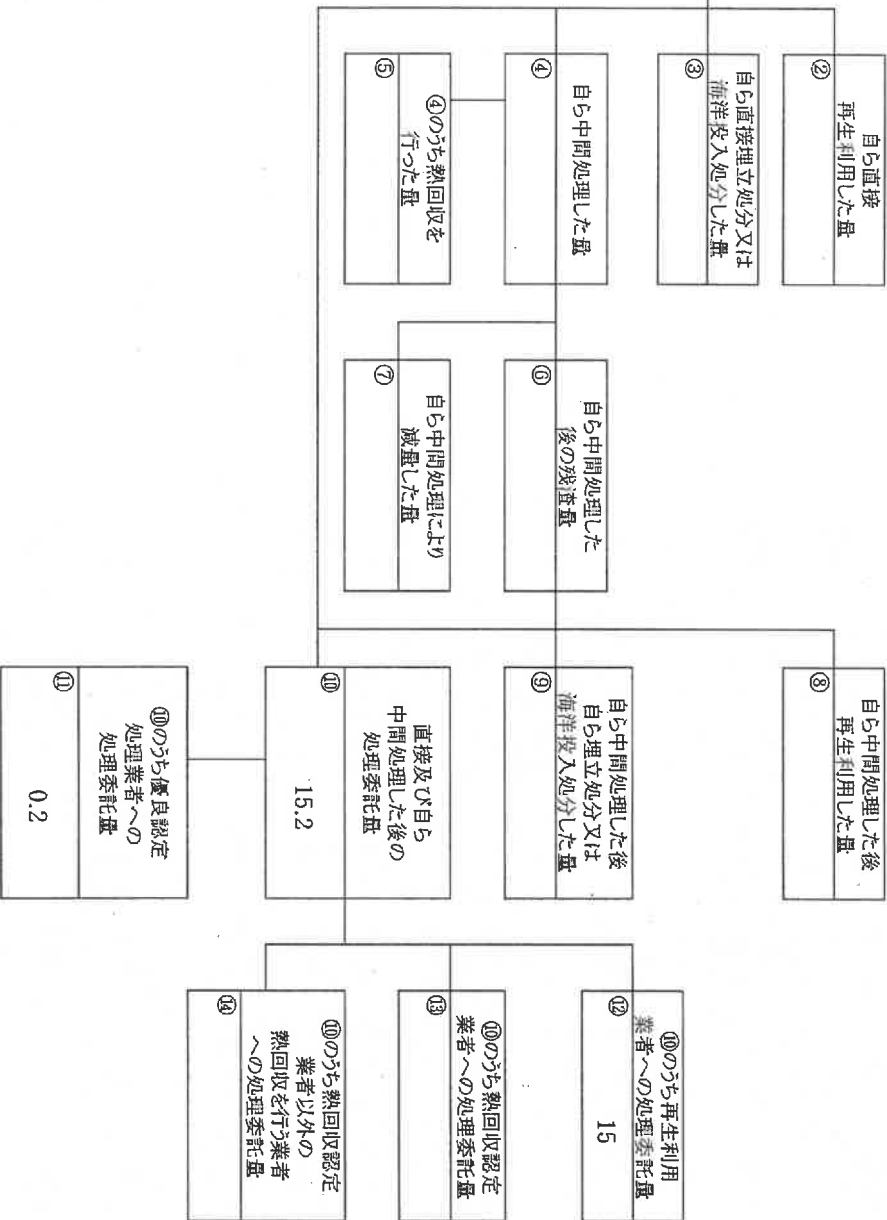 自ら直接
再生利用した量
②
自ら直接埋立処分又は
海洋投入処分した量
③
自ら中間処理した量
④
④のうち熱回収を
行った量
⑤
自ら中間処理した
後の残渣量
⑥
自ら中間処理により
減量した量
⑦
自ら中間処理した後
再生利用した量
⑧
自ら中間処理した後
自ら埋立処分又は
海洋投入処分した量
⑨
直接及び自ら
中間処理した後の
処理委託量
⑩
15.2
⑩のうち優良認定
処理業者への
処理委託量
⑪
0.2
⑩のうち再生利用
業者への処理委託量
⑫
15
⑩のうち熱回収認定
業者への処理委託量
⑬
⑩のうち熱回収認定
業者以外の
熱回収を行う業者
への処理委託量
⑭